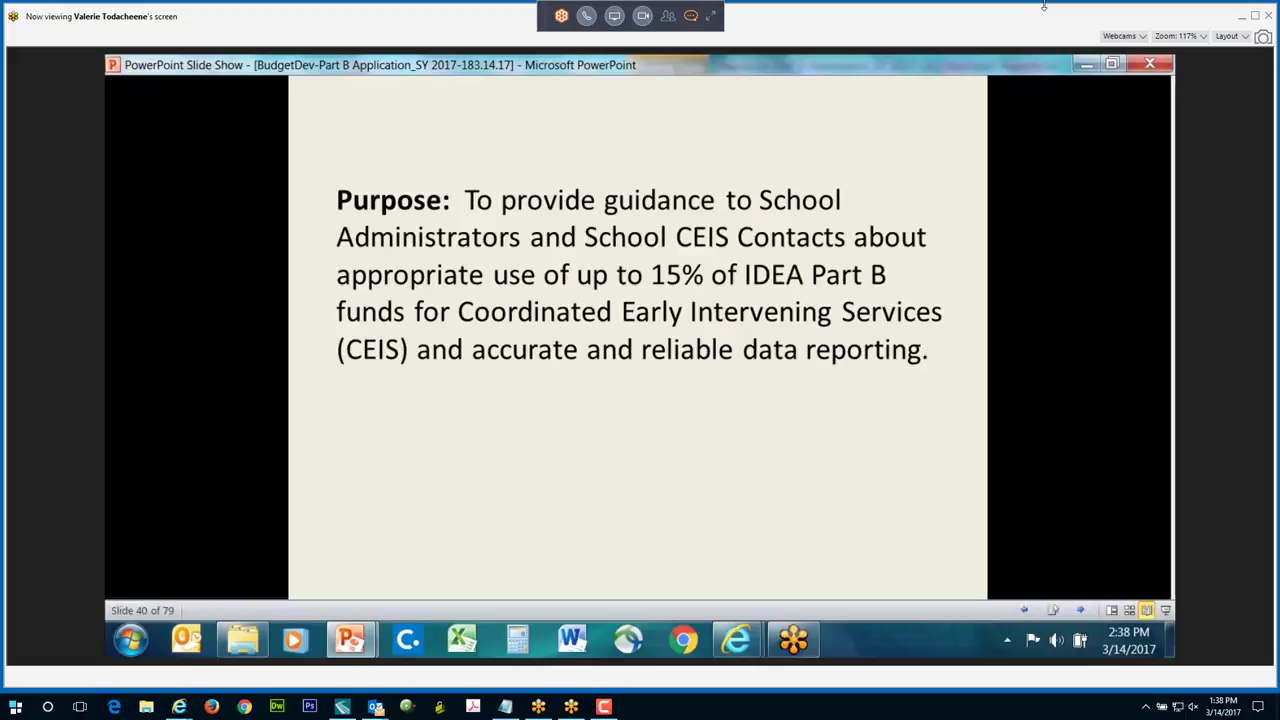 Now viewing Valerie Todacheene's screen
Webcams
Zoom: 117%
Layout
PowerPoint Slide Show - [BudgetDev-Part B Application_SY 2017-183.14.17] - Microsoft PowerPoint
Purpose: To provide guidance to School
Administrators and School CEIS Contacts about
appropriate use of up to 15% of IDEA Part B
funds for Coordinated Early Intervening Services
(CEIS) and accurate and reliable data reporting.
Slide 40 of 79
2:38 PM
3/14/2017
1:38 PM
3/14/2017